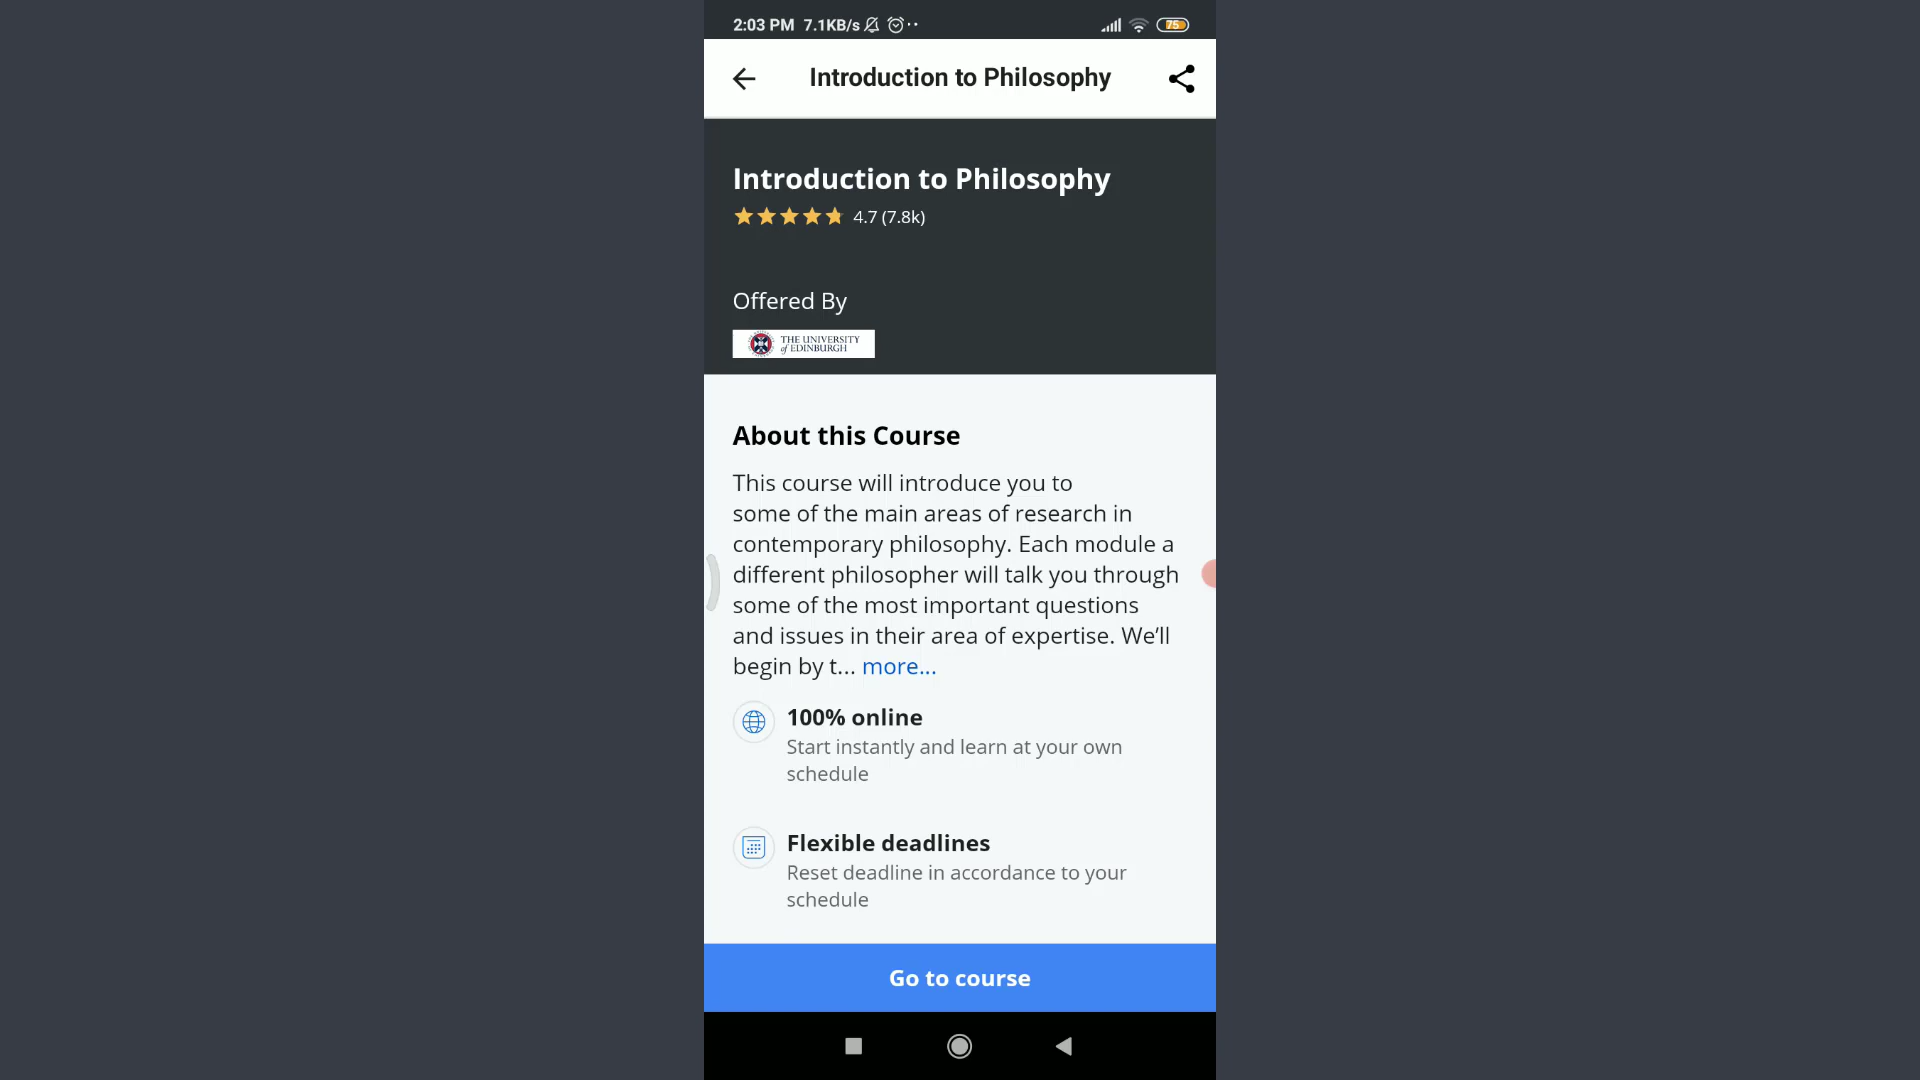 2:03 PM 7.1KB/s 75
Introduction to Philosophy
Introduction to Philosophy
4.7 (7.8k)
Offered By
THE UNIVERSITY
of EDINBURGH
About this Course
This course will introduce you to
some of the main areas of research in
contemporary philosophy. Each module a
different philosopher will talk you through
some of the most important questions
and issues in their area of expertise. We’ll
begin by t... more...
100% online
Start instantly and learn at your own
schedule
Flexible deadlines
Reset deadline in accordance to your
schedule
Go to course